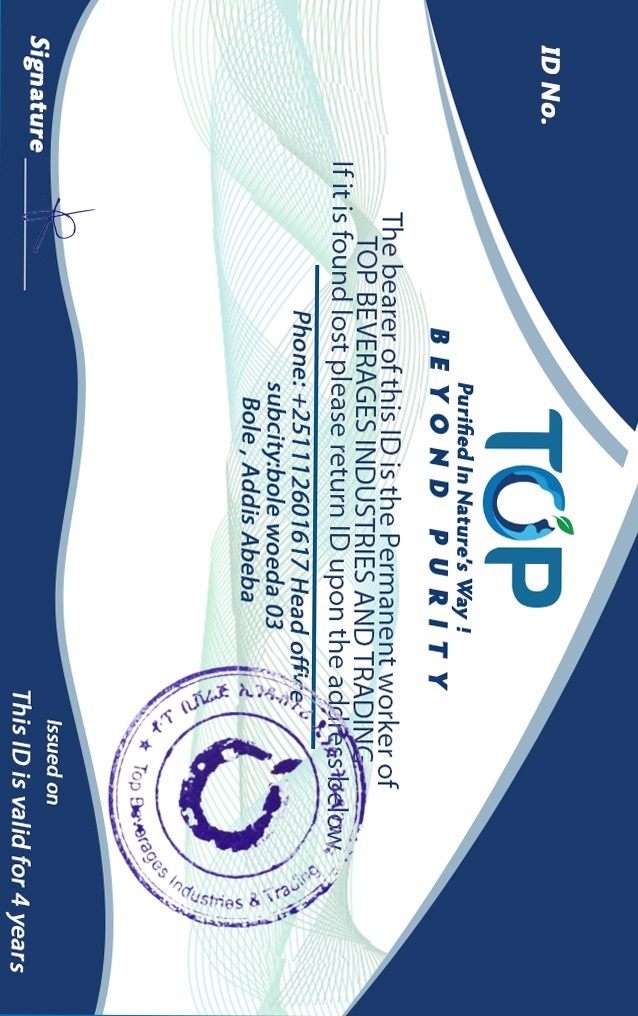 ID No.
TOP
Purified In Nature's Way !
BEYOND PURITY
The bearer of this ID is the Permanent worker of
TOP BEVERAGES INDUSTRIES AND TRADING
If it is found lost please return ID upon the address below.
Phone: +251112601617 Head office
subcity:bole woeda 03
Bole , Addis Abeba
ቶፕ ቤቨሬጅ ኢንዱስትሪ
Top Beverages Industries & Trading
Signature
Issued on
This ID is valid for 4 years